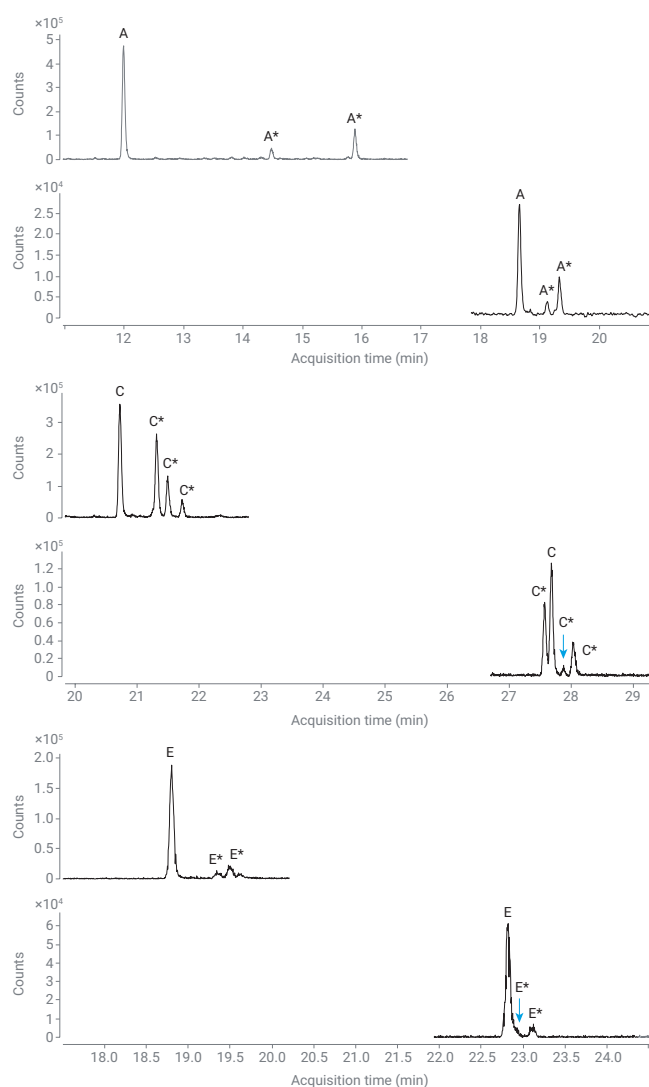 ×10⁵
5
4
3
2
1
0
Counts
A
A*
A*
×10⁴
2.5
2.0
1.5
1.0
0.5
0
Counts
A
A*
A*
12 13 14 15 16 17 18 19 20
Acquisition time (min)
×10⁵
3
2
1
0
Counts
C
C*
C*
C*
×10⁵
1.2
1.0
0.8
0.6
0.4
0.2
0
Counts
C
C*
C*
C*
20 21 22 23 24 25 26 27 28 29
Acquisition time (min)
×10⁵
2.0
1.5
1.0
0.5
0
Counts
E
E*
E*
×10⁴
6
5
4
3
2
1
0
Counts
E
E*
E*
18.0 18.5 19.0 19.5 20.0 20.5 21.0 21.5 22.0 22.5 23.0 23.5 24.0
Acquisition time (min)